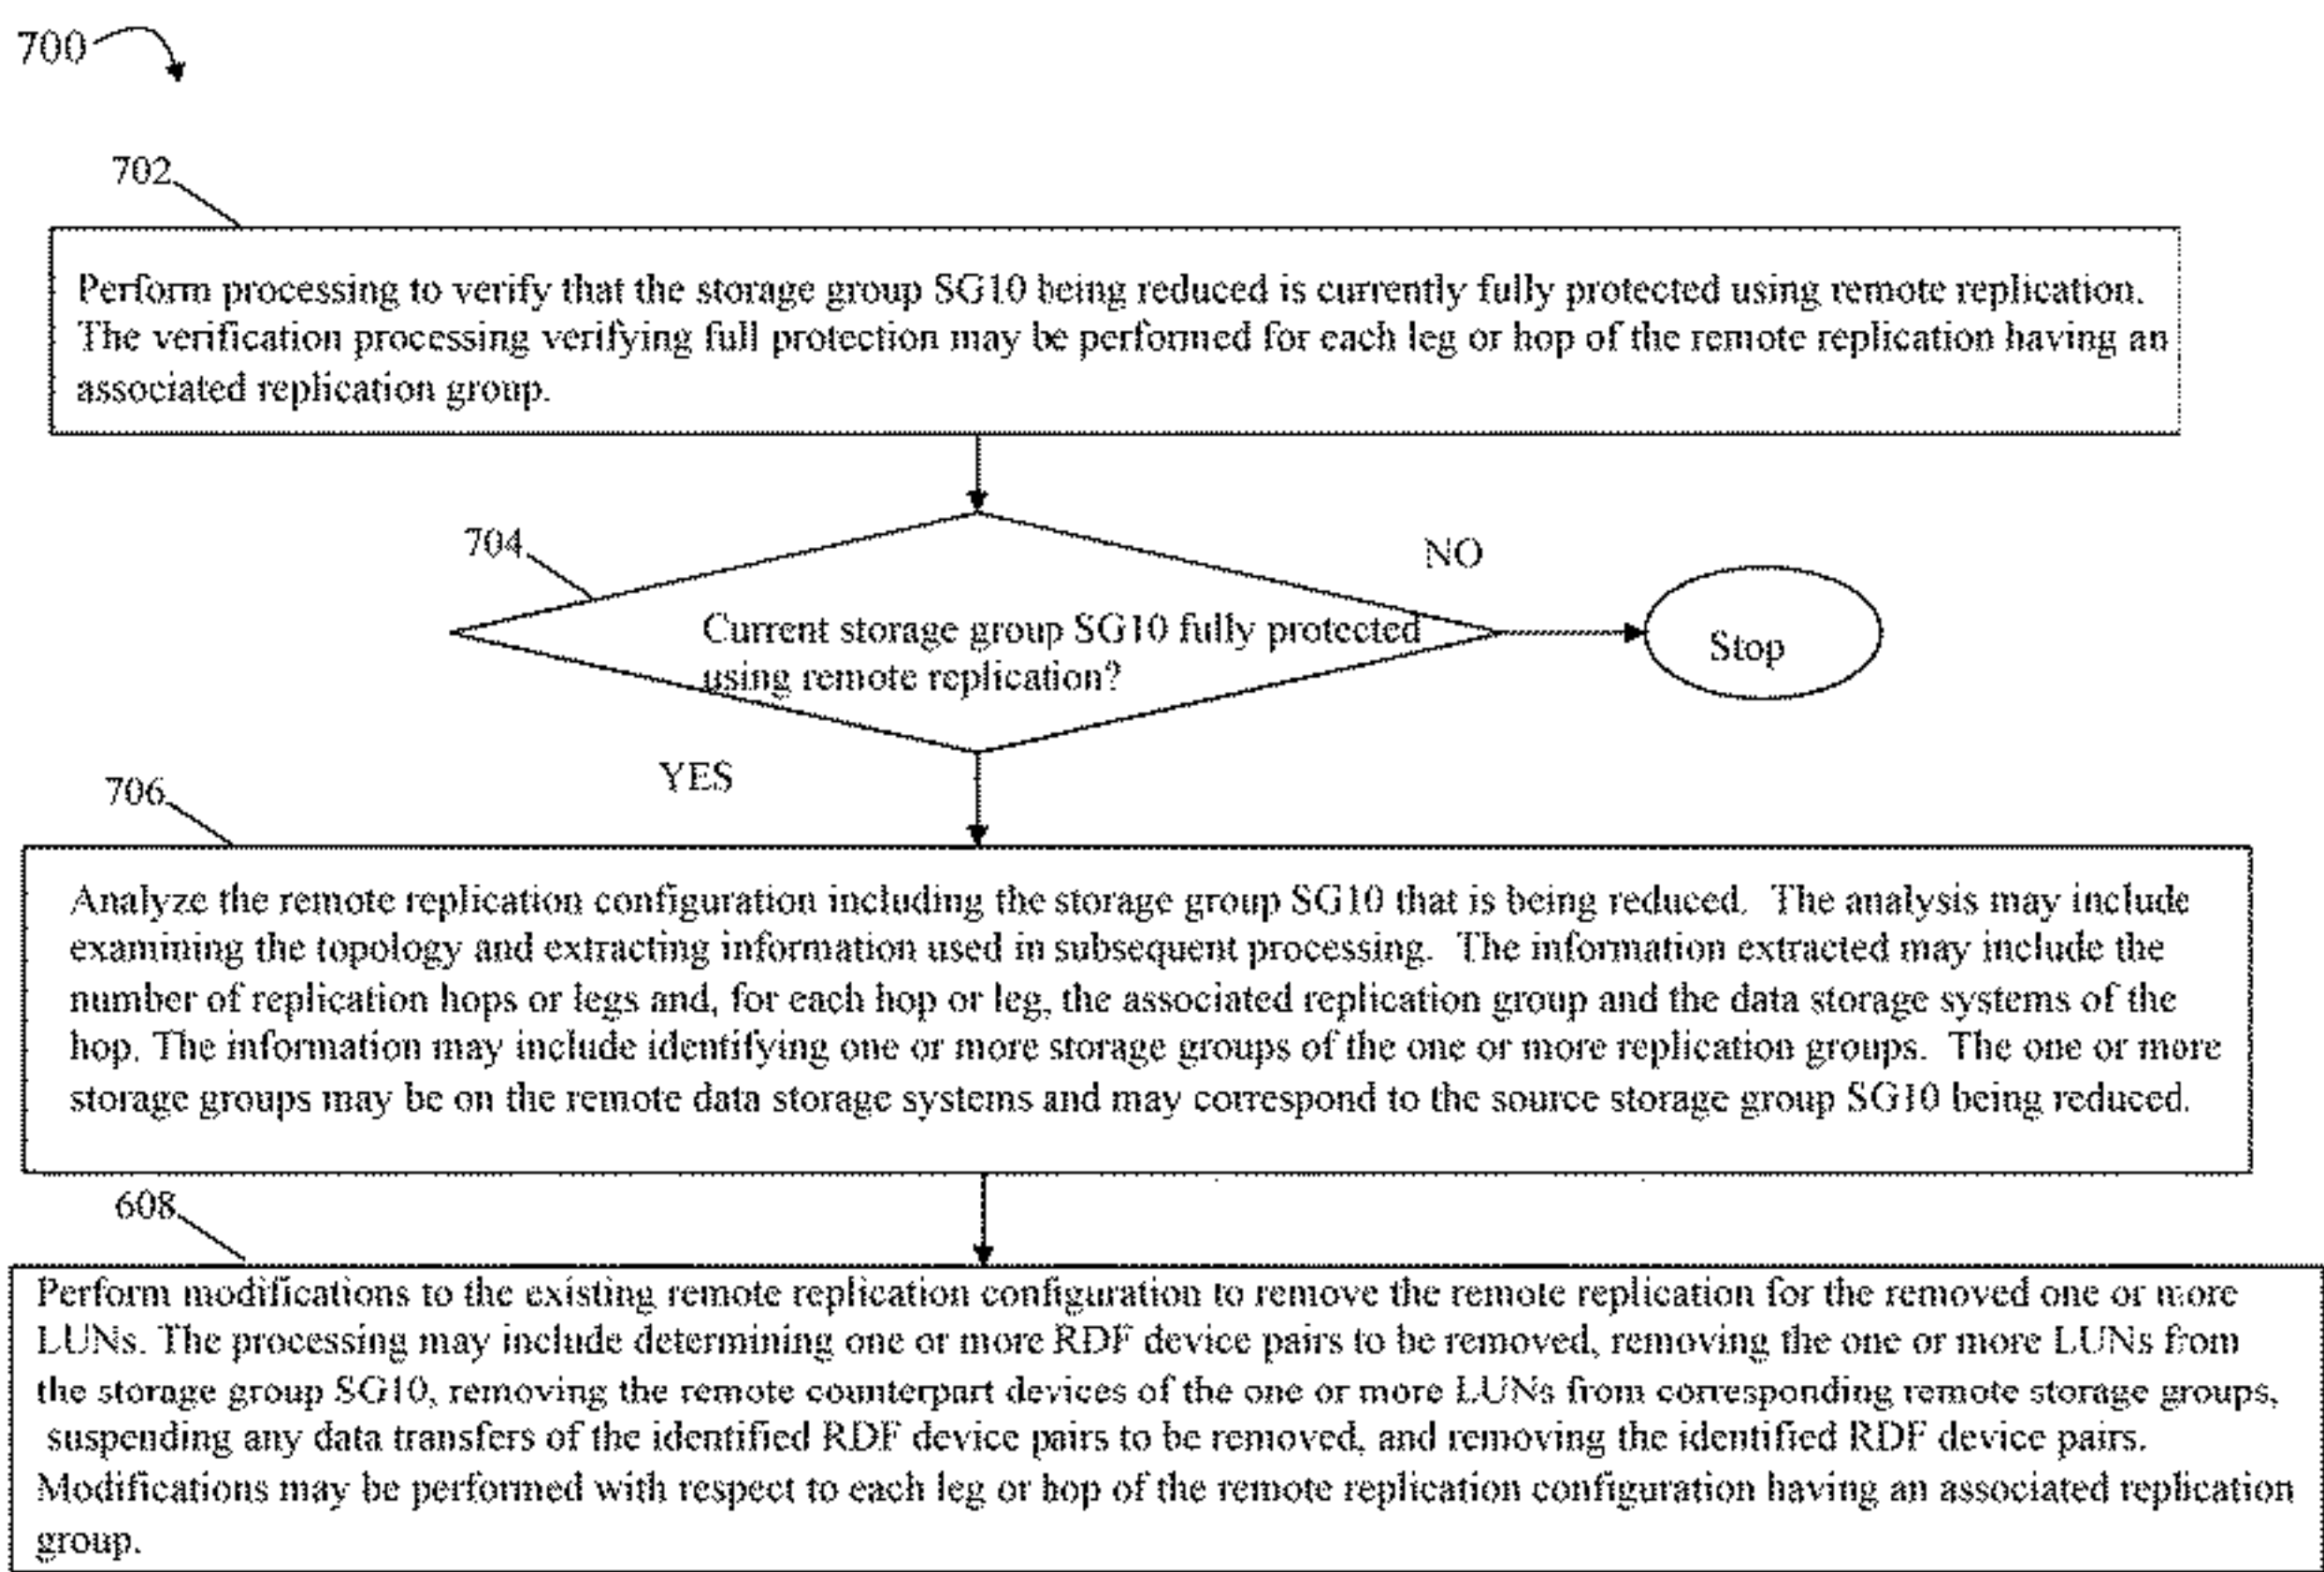 700
702
Perform processing to verify that the storage group SG10 being reduced is currently fully protected using remote replication.
The verification processing verifying full protection may be performed for each leg or hop of the remote replication having an
associated replication group.
704
NO
Current storage group SG10 fully protected
using remote replication?
Stop
YES
706
Analyze the remote replication configuration including the storage group SG10 that is being reduced. The analysis may include
examining the topology and extracting information used in subsequent processing. The information extracted may include the
number of replication hops or legs and, for each hop or leg, the associated replication group and the data storage systems of the
hop. The information may include identifying one or more storage groups of the one or more replication groups. The one or more
storage groups may be on the remote data storage systems and may correspond to the source storage group SG10 being reduced.
608
Perform modifications to the existing remote replication configuration to remove the remote replication for the removed one or more
LUNs. The processing may include determining one or more RDF device pairs to be removed, removing the one or more LUNs from
the storage group SG10, removing the remote counterpart devices of the one or more LUNs from corresponding remote storage groups,
suspending any data transfers of the identified RDF device pairs to be removed, and removing the identified RDF device pairs.
Modifications may be performed with respect to each leg or hop of the remote replication configuration having an associated replication
group.